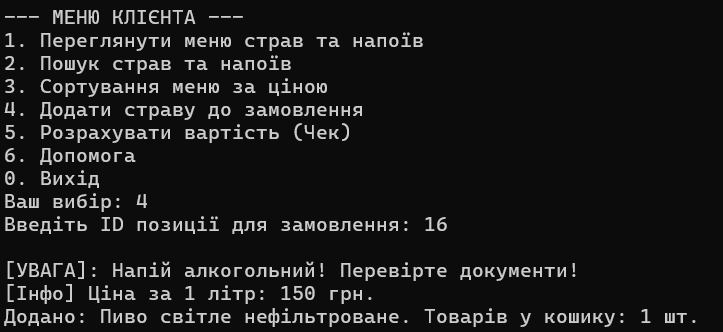 --- МЕНЮ КЛІЄНТА ---
1. Переглянути меню страв та напоїв
2. Пошук страв та напоїв
3. Сортування меню за ціною
4. Додати страву до замовлення
5. Розрахувати вартість (Чек)
6. Допомога
0. Вихід
Ваш вибір: 4
Введіть ID позиції для замовлення: 16
[УВАГА]: Напій алкогольний! Перевірте документи!
[Інфо] Ціна за 1 літр: 150 грн.
Додано: Пиво світле нефільтроване. Товарів у кошику: 1 шт.